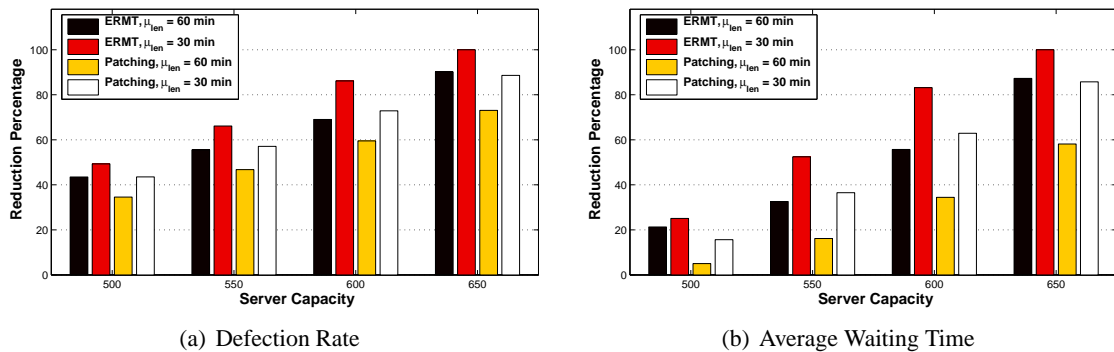 ERMT, μlen = 60 min
ERMT, μlen = 30 min
Patching, μlen = 60 min
Patching, μlen = 30 min
Reduction Percentage
100
80
60
40
20
0
500
550
600
650
Server Capacity
(a) Defection Rate
ERMT, μlen = 60 min
ERMT, μlen = 30 min
Patching, μlen = 60 min
Patching, μlen = 30 min
Reduction Percentage
100
80
60
40
20
0
500
550
600
650
Server Capacity
(b) Average Waiting Time